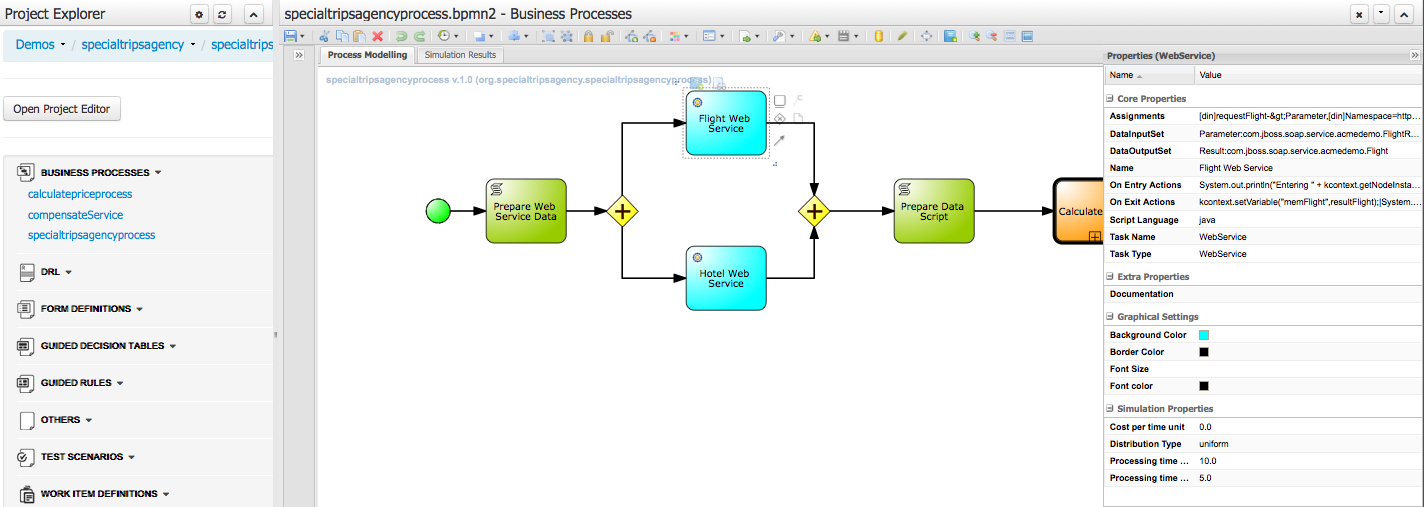 Project Explorer
Demos / specialtripsagency / specialtrips
Open Project Editor
BUSINESS PROCESSES
calculatepriceprocess
compensateService
specialtripsagencyprocess
DRL
FORM DEFINITIONS
GUIDED DECISION TABLES
GUIDED RULES
OTHERS
TEST SCENARIOS
WORK ITEM DEFINITIONS
specialtripsagencyprocess.bpmn2 - Business Processes
Process Modelling
Simulation Results
specialtripsagencyprocess v.1.0 (org.specialtripsagency.specialtripsagencyprocess)
Flight Web
Service
Prepare Web
Service Data
Prepare Data
Script
Calculate
Hotel Web
Service
Properties (WebService)
Name Value
Core Properties
Assignments [din]requestFlight-&gt;Parameter,[din]Namespace=http...
DataInputSet Parameter:com.jboss.soap.service.acmedemo.FlightR...
DataOutputSet Result:com.jboss.soap.service.acmedemo.Flight
Name Flight Web Service
On Entry Actions System.out.println("Entering " + kcontext.getNodeInsta...
On Exit Actions kcontext.setVariable("memFlight",resultFlight);|System....
Script Language java
Task Name WebService
Task Type WebService
Extra Properties
Documentation
Graphical Settings
Background Color
Border Color
Font Size
Font color
Simulation Properties
Cost per time unit 0.0
Distribution Type uniform
Processing time ... 10.0
Processing time ... 5.0